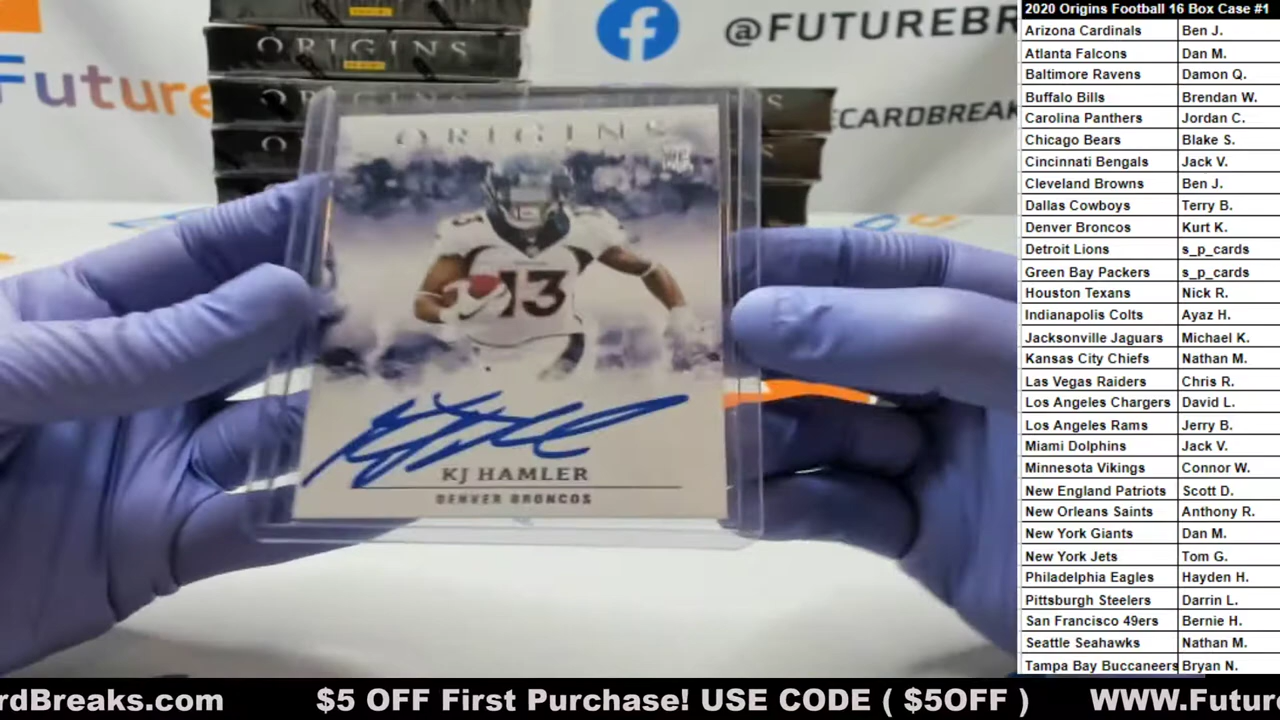 2020 Origins Football 16 Box Case #1
Arizona Cardinals Ben J.
Atlanta Falcons Dan M.
Baltimore Ravens Damon Q.
Buffalo Bills Brendan W.
Carolina Panthers Jordan C.
Chicago Bears Blake S.
Cincinnati Bengals Jack V.
Cleveland Browns Ben J.
Dallas Cowboys Terry B.
Denver Broncos Kurt K.
Detroit Lions s_p_cards
Green Bay Packers s_p_cards
Houston Texans Nick R.
Indianapolis Colts Ayaz H.
Jacksonville Jaguars Michael K.
Kansas City Chiefs Nathan M.
Las Vegas Raiders Chris R.
Los Angeles Chargers David L.
Los Angeles Rams Jerry B.
Miami Dolphins Jack V.
Minnesota Vikings Connor W.
New England Patriots Scott D.
New Orleans Saints Anthony R.
New York Giants Dan M.
New York Jets Tom G.
Philadelphia Eagles Hayden H.
Pittsburgh Steelers Darrin L.
San Francisco 49ers Bernie H.
Seattle Seahawks Nathan M.
Tampa Bay Buccaneers Bryan N.
@FUTUREBR
ECARDBREAK
Future
ORIGINS
ORIGINS
13
KJ HAMLER
DENVER BRONCOS
rdBreaks.com $5 OFF First Purchase! USE CODE ( $5OFF ) WWW.Futur